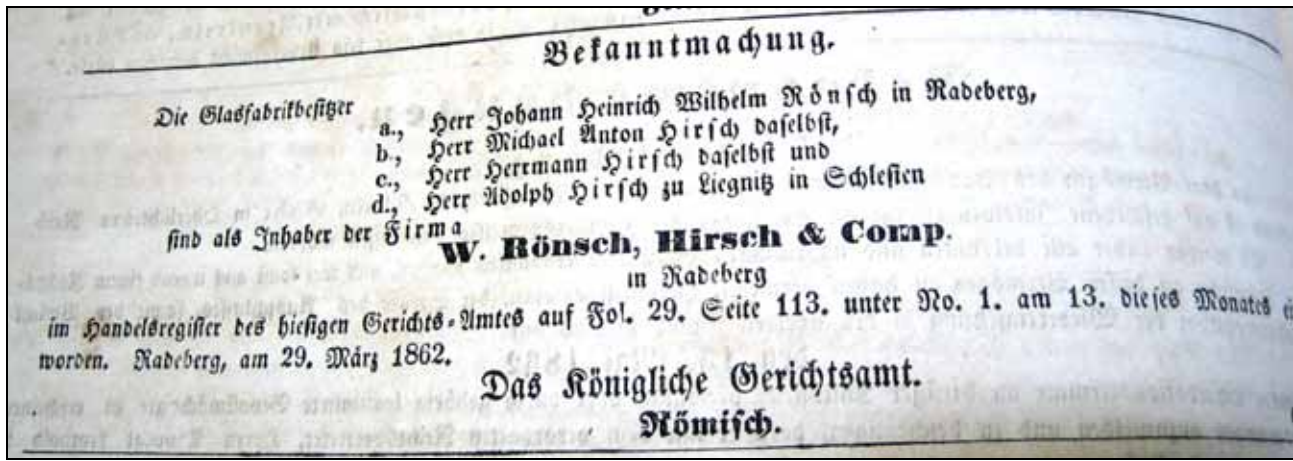 Bekanntmachung.
Die Glasfabrikbesitzer
a., Herr Johann Heinrich Wilhelm Rönsch in Radeberg,
b., Herr Michael Anton Hirsch daselbst,
c., Herr Herrmann Hirsch daselbst und
d., Herr Adolph Hirsch zu Liegnitz in Schlesien
sind als Inhaber der Firma
W. Rönsch, Hirsch & Comp.
in Radeberg
im Handelsregister des hiesigen Gerichts-Amtes auf Fol. 29. Seite 113. unter No. 1. am 13. dieses Monates
worden. Radeberg, am 29. März 1862.
Das Königliche Gerichtsamt.
Römisch.